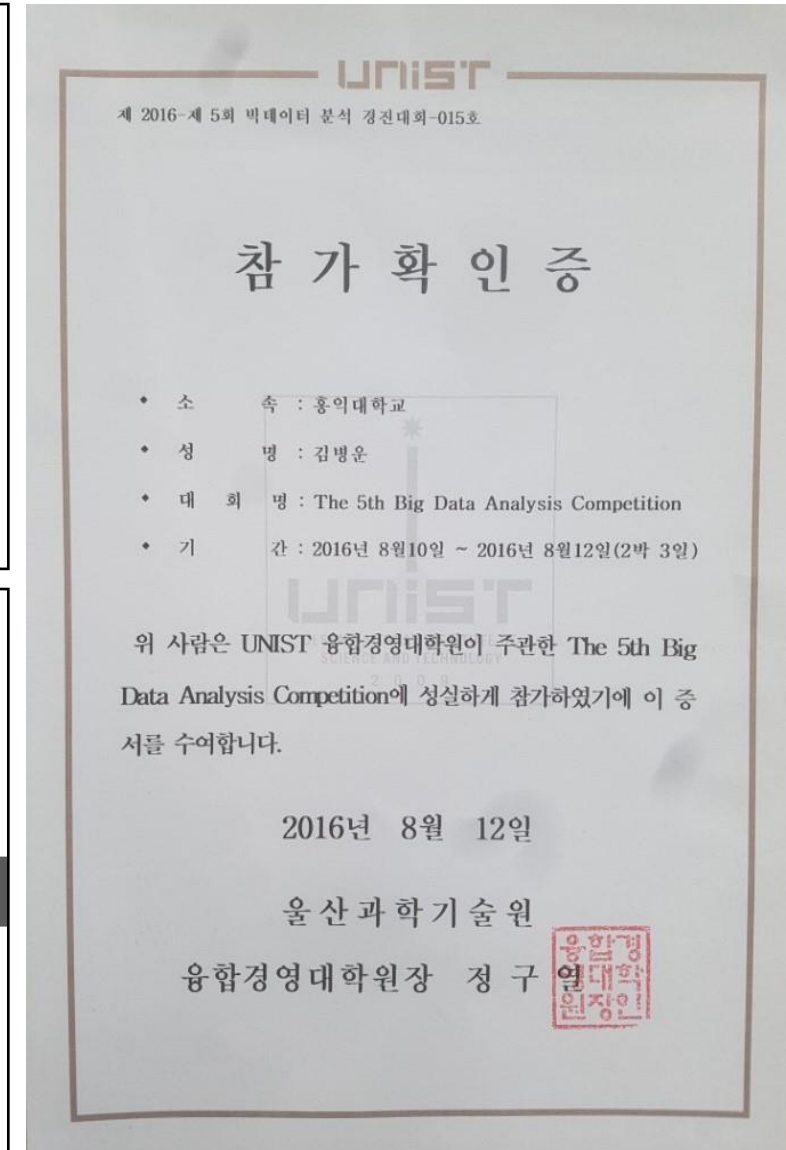 UNIST
제 2016-제 5회 빅데이터 분석 경진대회-015호
참 가 확 인 증
◆ 소 속 : 홍익대학교
◆ 성 명 : 김병운
◆ 대 회 명 : The 5th Big Data Analysis Competition
◆ 기 간 : 2016년 8월10일 ~ 2016년 8월12일(2박 3일)
UNIST
위 사람은 UNIST 융합경영대학원이 주관한 The 5th Big
SCIENCE AND TECHNOLOGY
2009
Data Analysis Competition에 성실하게 참가하였기에 이 증
서를 수여합니다.
2016년 8월 12일
울산과학기술원
융합경영대학원장 정 구 열
융합경
영대학
원장인